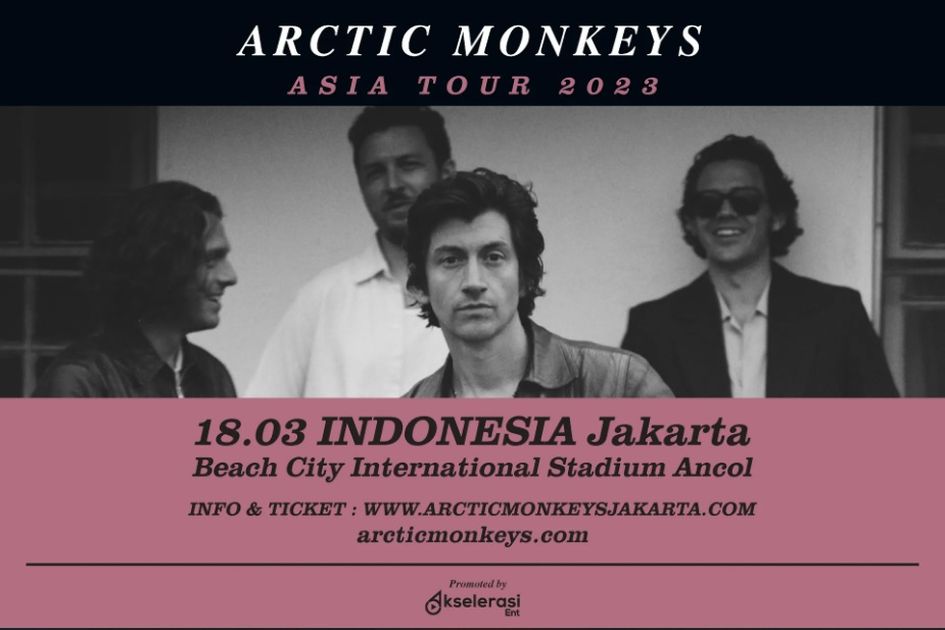 ARCTIC MONKEYS
ASIA TOUR 2023
18.03 INDONESIA Jakarta
Beach City International Stadium Ancol
INFO & TICKET : WWW.ARCTICMONKEYSJAKARTA.COM
arcticmonkeys.com
Promoted by
Akselerasi
Ent